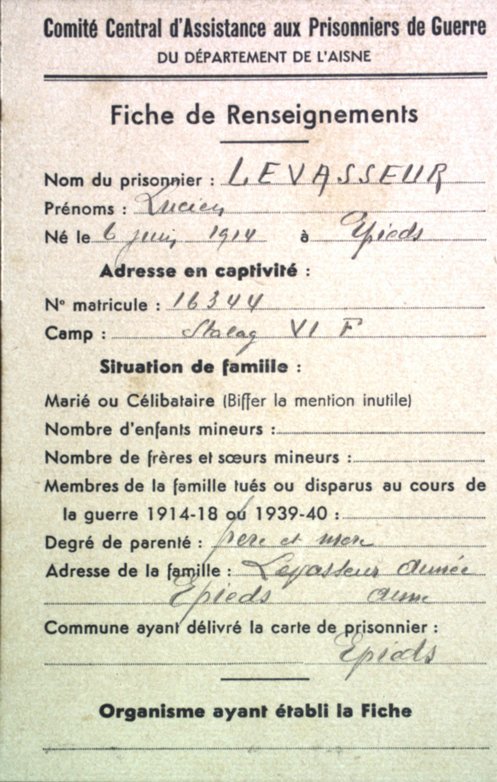 Comité Central d'Assistance aux Prisonniers de Guerre
DU DÉPARTEMENT DE L'AISNE
Fiche de Renseignements
Nom du prisonnier : LEVASSEUR
Prénoms : Lucien
Né le 6 juin 1914 à Epieds
Adresse en captivité :
N° matricule : 16344
Camp : Stalag VI F
Situation de famille :
Marié ou Célibataire (Biffer la mention inutile)
Nombre d'enfants mineurs :
Nombre de frères et sœurs mineurs :
Membres de la famille tués ou disparus au cours de
la guerre 1914-18 ou 1939-40 :
Degré de parenté : père et mère
Adresse de la famille : Levasseur Aimée
Epieds Aisne
Commune ayant délivré la carte de prisonnier :
Epieds
Organisme ayant établi la Fiche